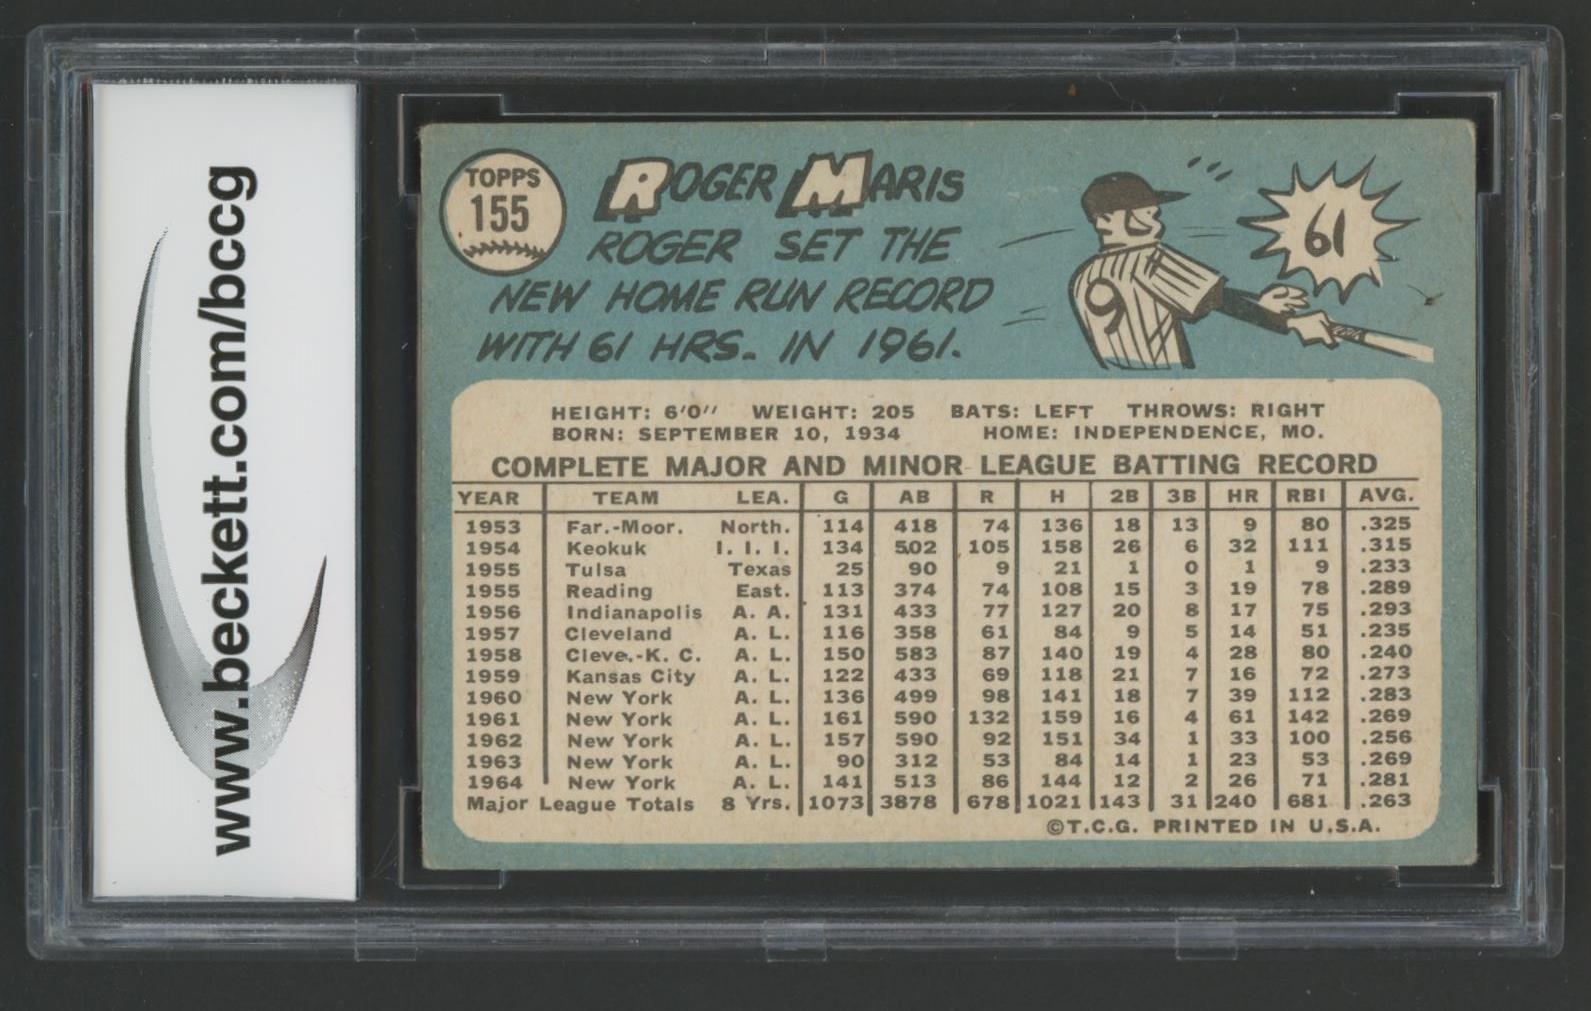 www.beckett.com/bccg
TOPPS
155
ROGER MARIS
ROGER SET THE
NEW HOME RUN RECORD
WITH 61 HRS. IN 1961.
61
9
HEIGHT: 6'0" WEIGHT: 205 BATS: LEFT THROWS: RIGHT
BORN: SEPTEMBER 10, 1934 HOME: INDEPENDENCE, MO.
COMPLETE MAJOR AND MINOR LEAGUE BATTING RECORD
YEAR TEAM LEA. G AB R H 2B 3B HR RBI AVG.
1953 Far.-Moor. North. 114 418 74 136 18 13 9 80 .325
1954 Keokuk I. I. I. 134 502 105 158 26 6 32 111 .315
1955 Tulsa Texas 25 90 9 21 1 0 1 9 .233
1955 Reading East. 113 374 74 108 15 3 19 78 .289
1956 Indianapolis A. A. 131 433 77 127 20 8 17 75 .293
1957 Cleveland A. L. 116 358 61 84 9 5 14 51 .235
1958 Cleve.-K. C. A. L. 150 583 87 140 19 4 28 80 .240
1959 Kansas City A. L. 122 433 69 118 21 7 16 72 .273
1960 New York A. L. 136 499 98 141 18 7 39 112 .283
1961 New York A. L. 161 590 132 159 16 4 61 142 .269
1962 New York A. L. 157 590 92 151 34 1 33 100 .256
1963 New York A. L. 90 312 53 84 14 1 23 53 .269
1964 New York A. L. 141 513 86 144 12 2 26 71 .281
Major League Totals 8 Yrs. 1073 3878 678 1021 143 31 240 681 .263
©T.C.G. PRINTED IN U.S.A.